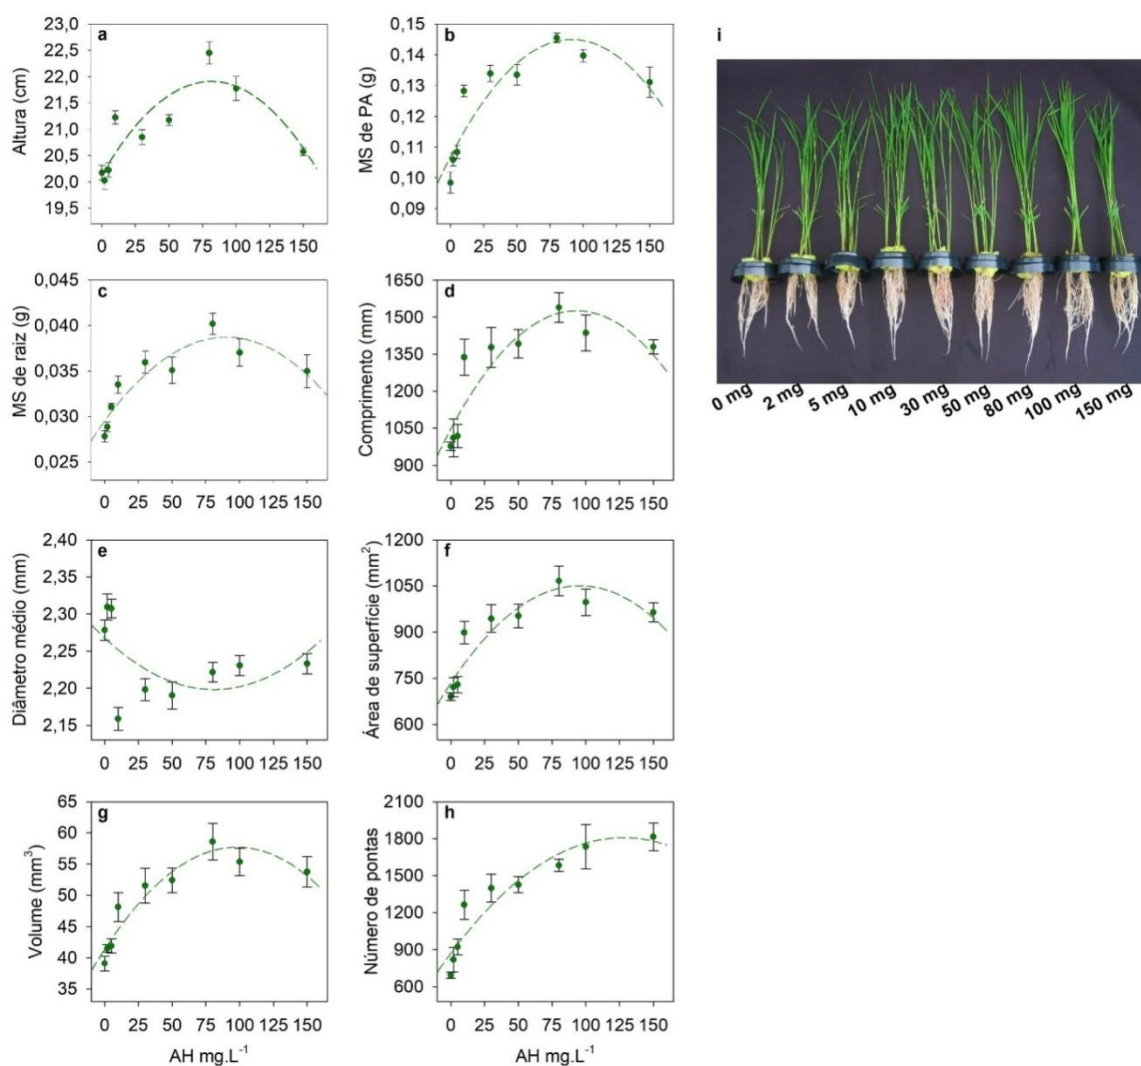 a
Altura (cm)
23,0
22,5
22,0
21,5
21,0
20,5
20,0
19,5
0 25 50 75 100 125 150
b
MS de PA (g)
0,15
0,14
0,13
0,12
0,11
0,10
0,09
0 25 50 75 100 125 150
i
0 mg
2 mg
5 mg
10 mg
30 mg
50 mg
80 mg
100 mg
150 mg
c
MS de raiz (g)
0,045
0,040
0,035
0,030
0,025
0 25 50 75 100 125 150
d
Comprimento (mm)
1650
1500
1350
1200
1050
900
0 25 50 75 100 125 150
e
Diâmetro médio (mm)
2,40
2,35
2,30
2,25
2,20
2,15
0 25 50 75 100 125 150
f
Área de superfície (mm²)
1200
1050
900
750
600
0 25 50 75 100 125 150
g
Volume (mm³)
65
60
55
50
45
40
35
0 25 50 75 100 125 150
AH mg.L⁻¹
h
Número de pontas
2100
1800
1500
1200
900
600
0 25 50 75 100 125 150
AH mg.L⁻¹